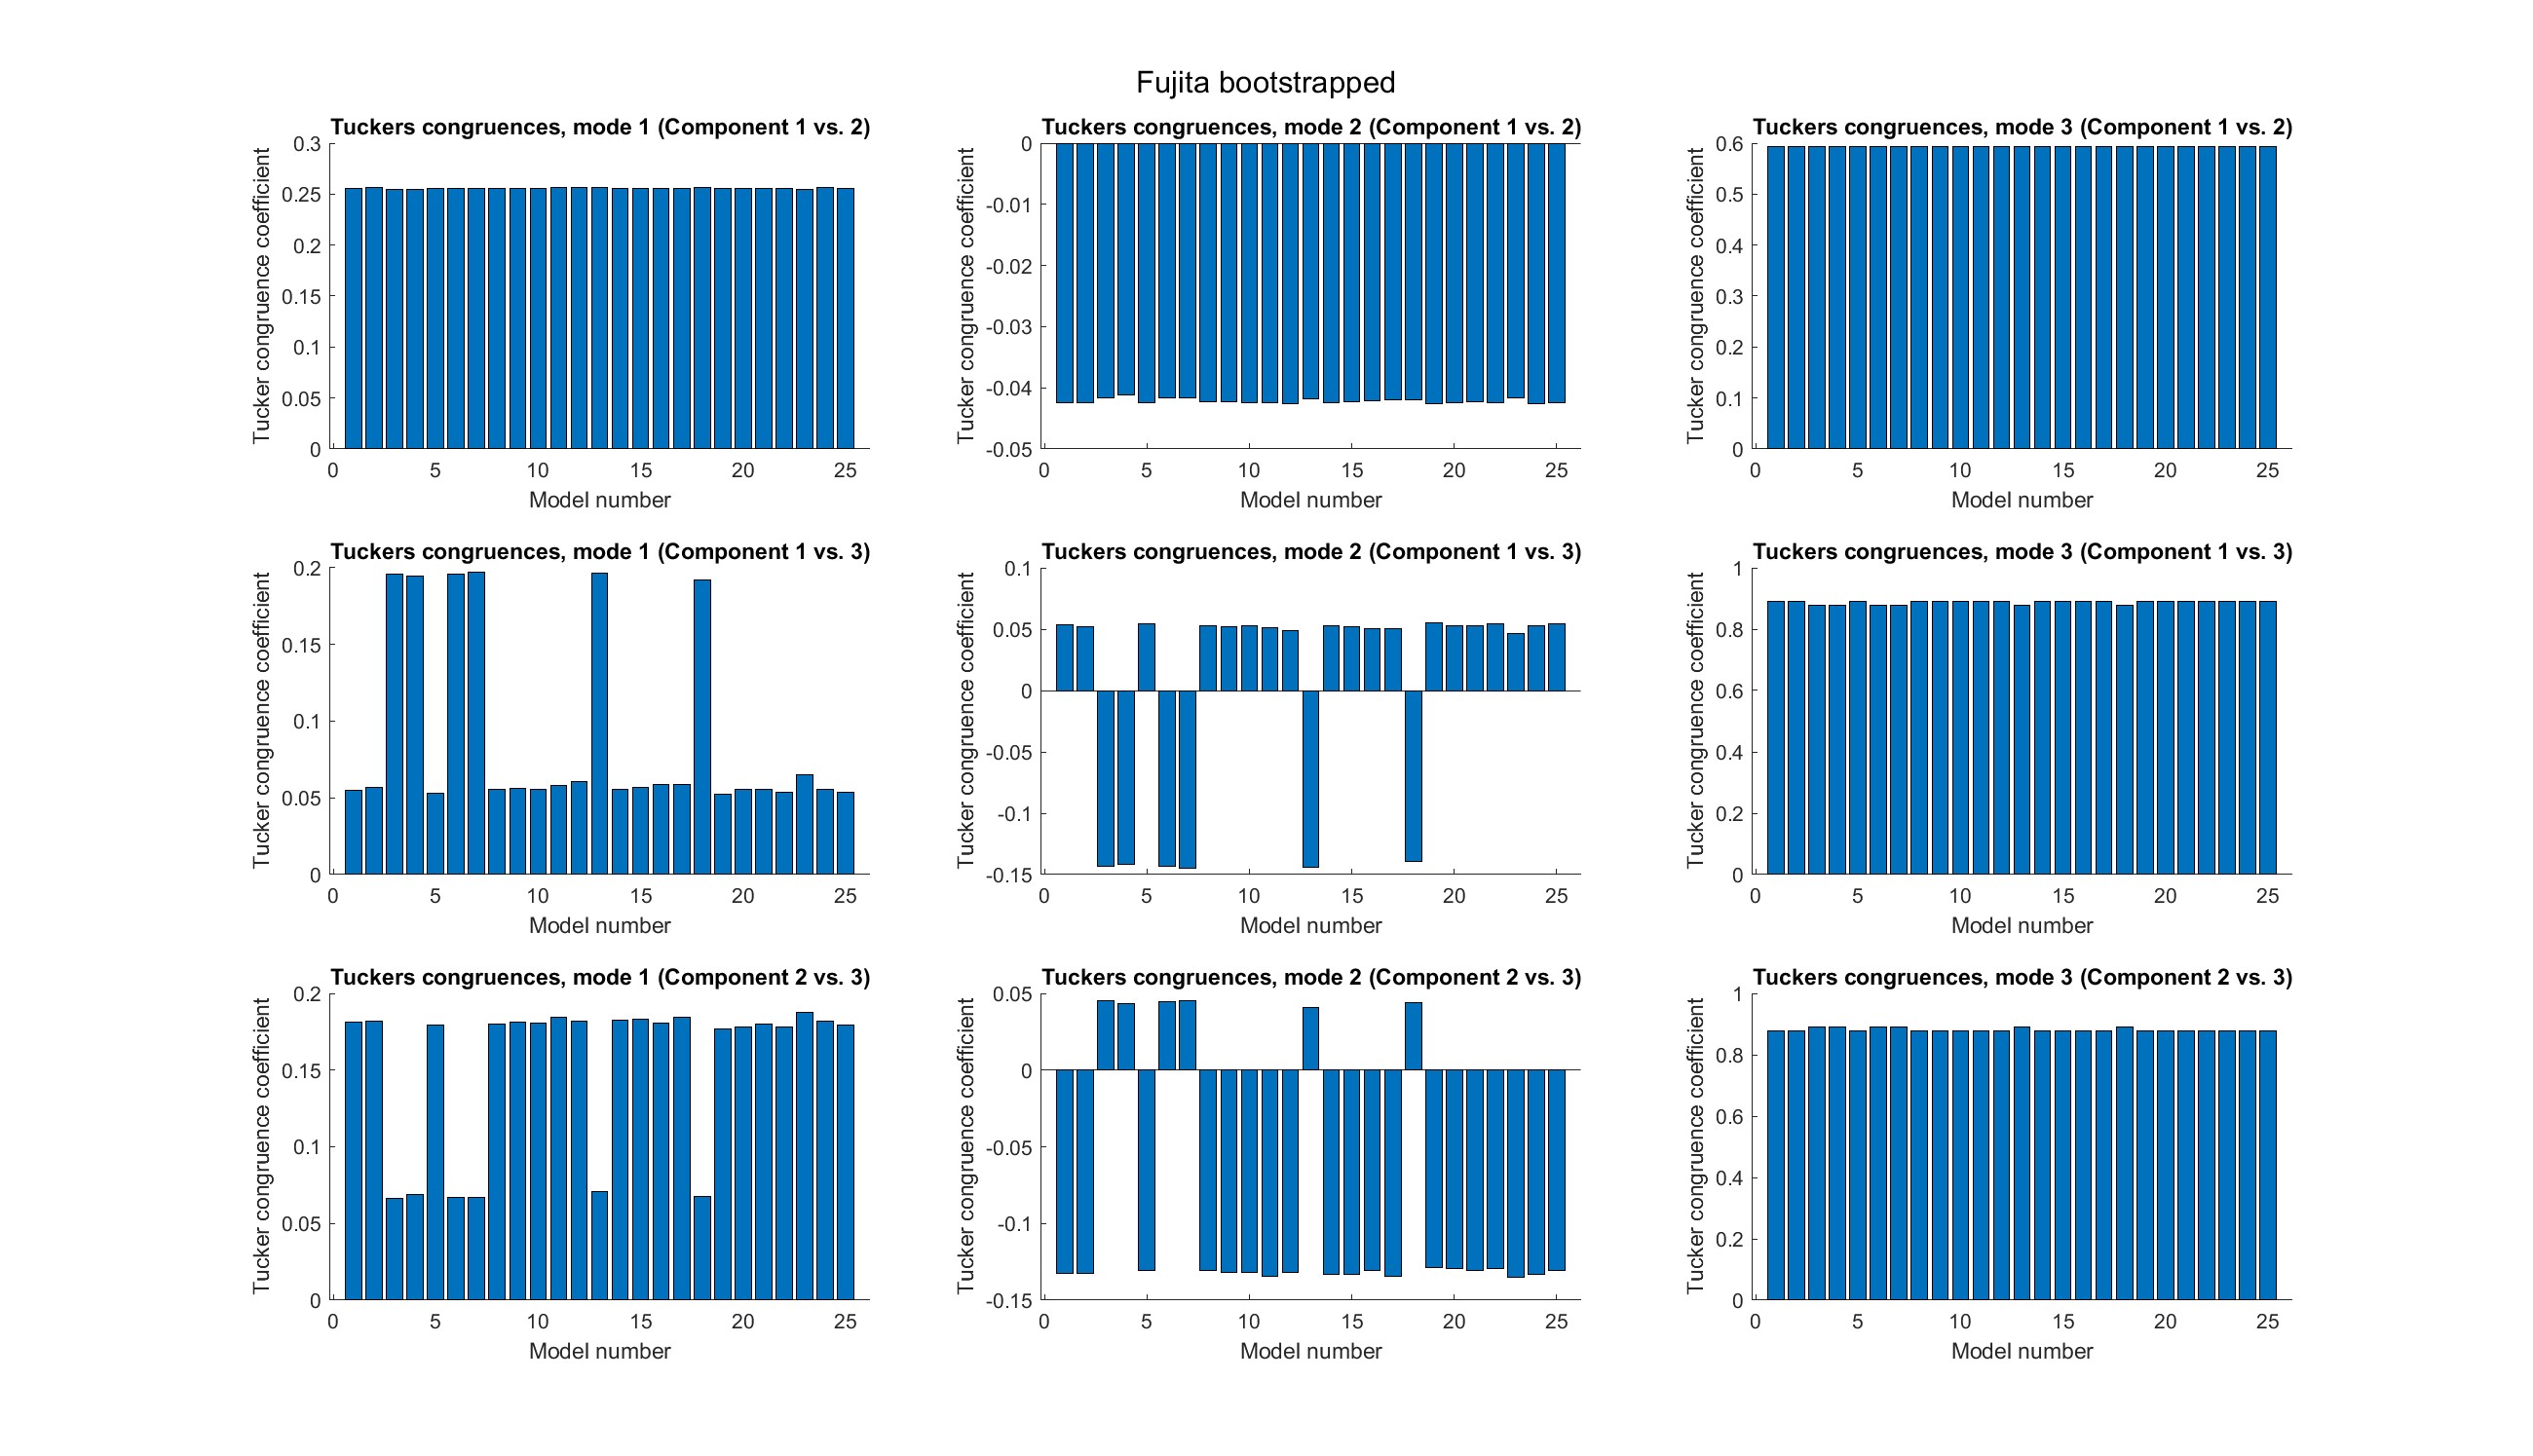 Fujita bootstrapped
Tuckers congruences, mode 1 (Component 1 vs. 2)
Tucker congruence coefficient
0.3
0.25
0.2
0.15
0.1
0.05
0
0 5 10 15 20 25
Model number
Tuckers congruences, mode 2 (Component 1 vs. 2)
Tucker congruence coefficient
0
-0.01
-0.02
-0.03
-0.04
-0.05
0 5 10 15 20 25
Model number
Tuckers congruences, mode 3 (Component 1 vs. 2)
Tucker congruence coefficient
0.6
0.5
0.4
0.3
0.2
0.1
0
0 5 10 15 20 25
Model number
Tuckers congruences, mode 1 (Component 1 vs. 3)
Tucker congruence coefficient
0.2
0.15
0.1
0.05
0
0 5 10 15 20 25
Model number
Tuckers congruences, mode 2 (Component 1 vs. 3)
Tucker congruence coefficient
0.1
0.05
0
-0.05
-0.1
-0.15
0 5 10 15 20 25
Model number
Tuckers congruences, mode 3 (Component 1 vs. 3)
Tucker congruence coefficient
1
0.8
0.6
0.4
0.2
0
0 5 10 15 20 25
Model number
Tuckers congruences, mode 1 (Component 2 vs. 3)
Tucker congruence coefficient
0.2
0.15
0.1
0.05
0
0 5 10 15 20 25
Model number
Tuckers congruences, mode 2 (Component 2 vs. 3)
Tucker congruence coefficient
0.05
0
-0.05
-0.1
-0.15
0 5 10 15 20 25
Model number
Tuckers congruences, mode 3 (Component 2 vs. 3)
Tucker congruence coefficient
1
0.8
0.6
0.4
0.2
0
0 5 10 15 20 25
Model number